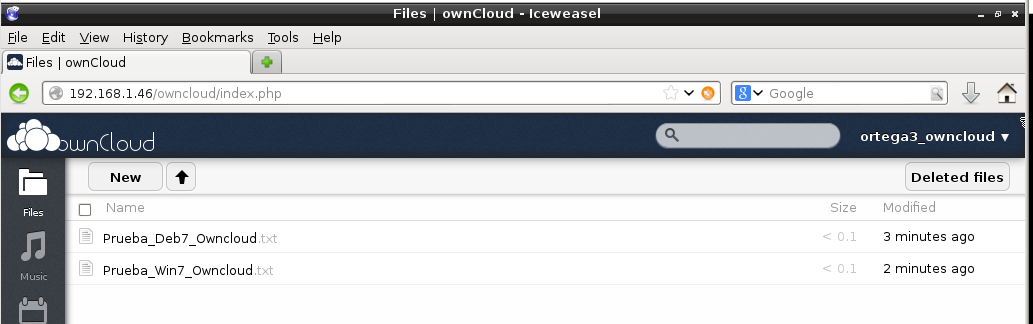 Files | ownCloud - Iceweasel
File Edit View History Bookmarks Tools Help
Files | ownCloud
192.168.1.46/owncloud/index.php
8 Google
ownCloud
ortega3_owncloud ▼
New
Deleted files
Files
Name Size Modified
Prueba_Deb7_Owncloud.txt < 0.1 3 minutes ago
Prueba_Win7_Owncloud.txt < 0.1 2 minutes ago
Music